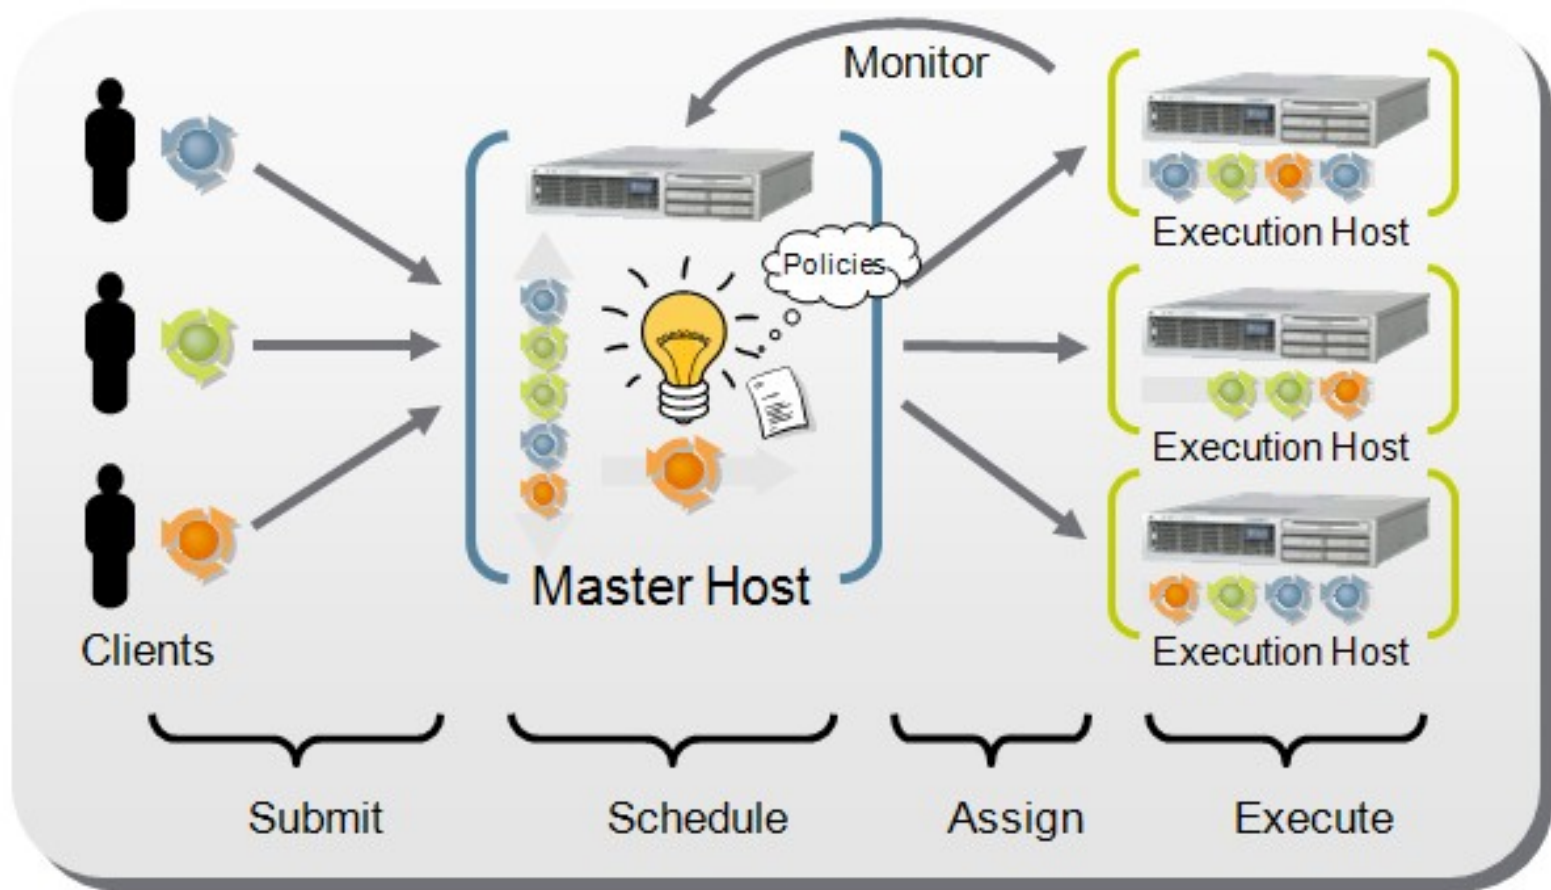 Monitor
Policies
Execution Host
Execution Host
Master Host
Clients
Execution Host
Submit
Schedule
Assign
Execute